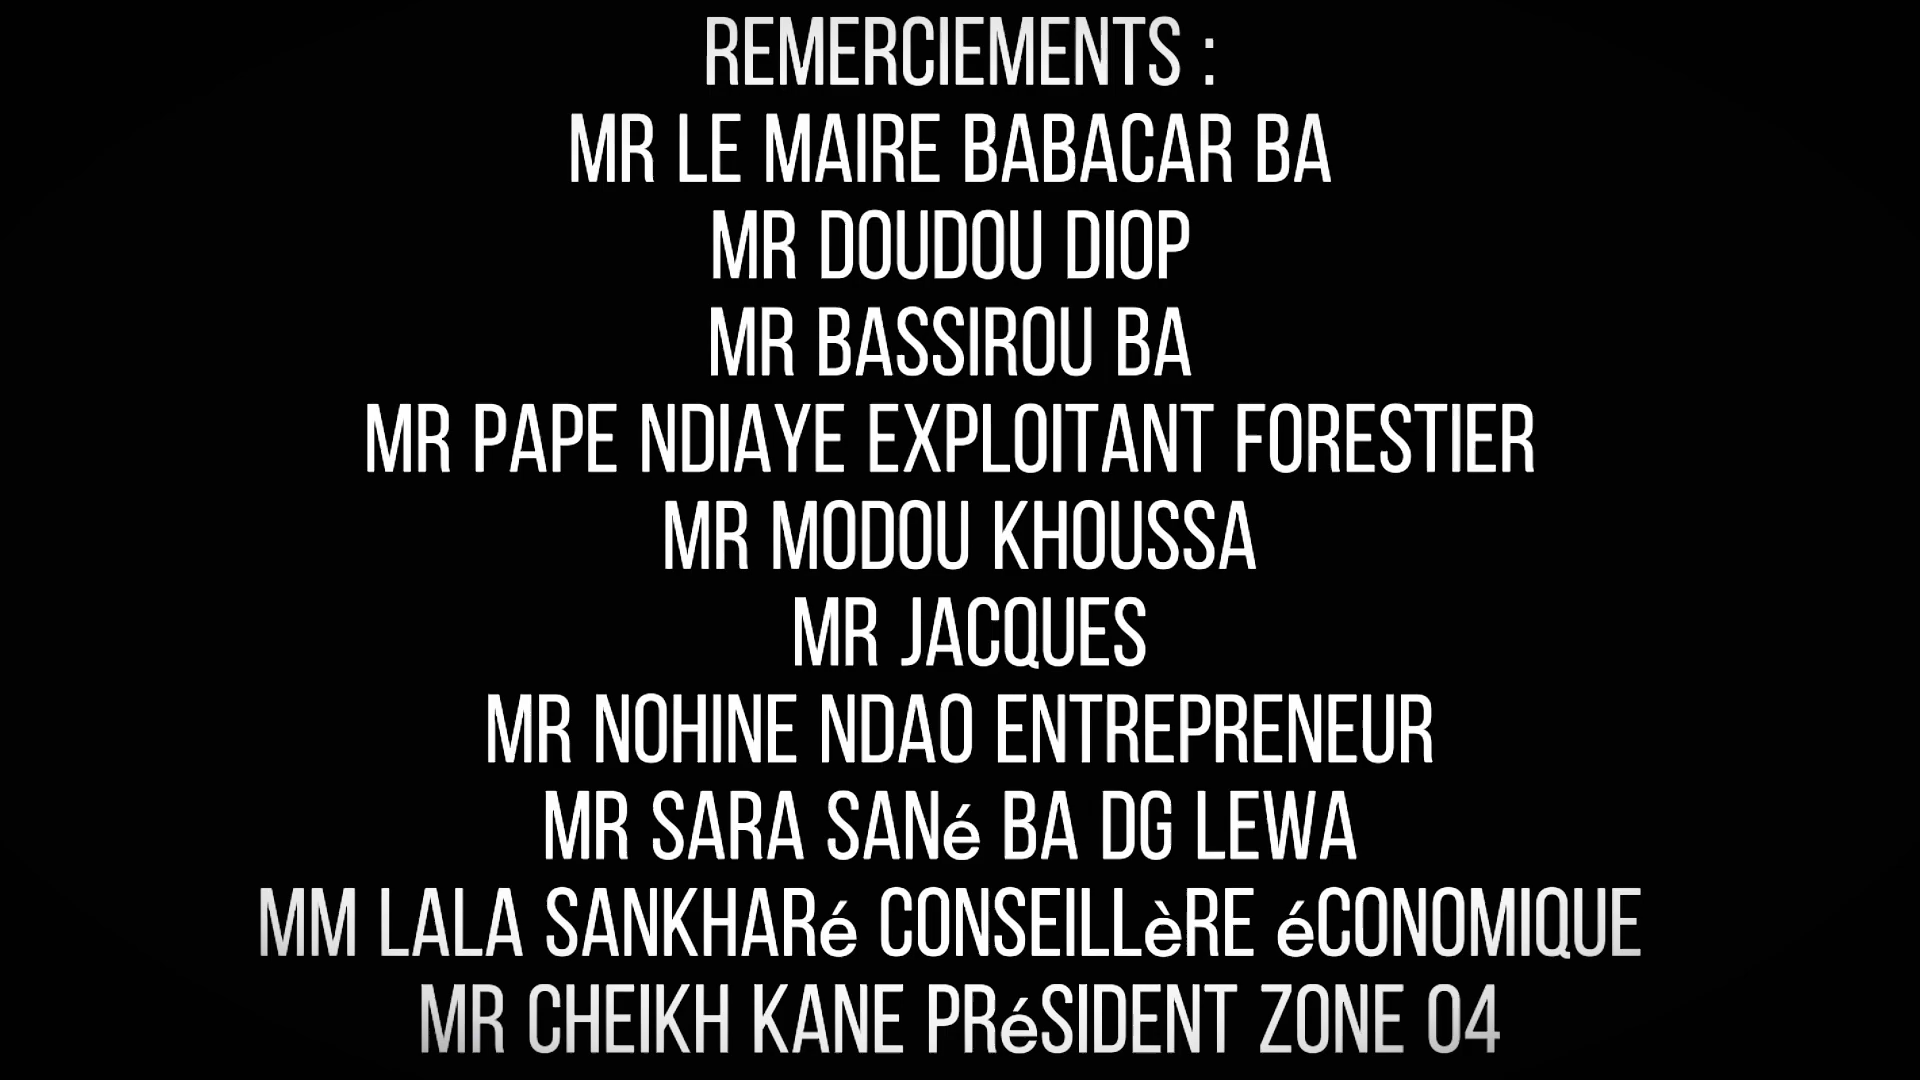 REMERCIEMENTS :
MR LE MAIRE BABACAR BA
MR DOUDOU DIOP
MR BASSIROU BA
MR PAPE NDIAYE EXPLOITANT FORESTIER
MR MODOU KHOUSSA
MR JACQUES
MR NOHINE NDAO ENTREPRENEUR
MR SARA SANé BA DG LEWA
MM LALA SANKHARé CONSEILLèRE éCONOMIQUE
MR CHEIKH KANE PRéSIDENT ZONE 04